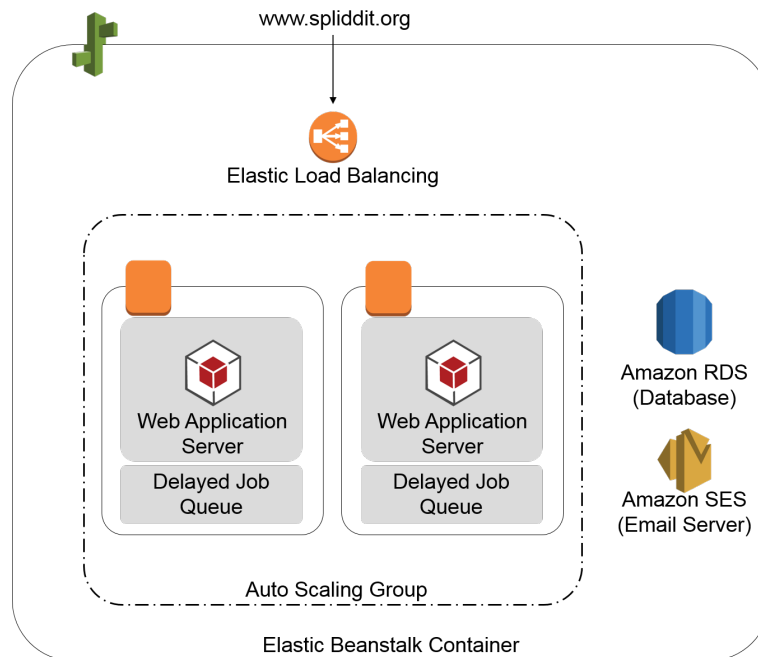 www.spliddit.org
Elastic Load Balancing
Web Application
Server
Delayed Job
Queue
Web Application
Server
Delayed Job
Queue
Amazon RDS
(Database)
Amazon SES
(Email Server)
Auto Scaling Group
Elastic Beanstalk Container